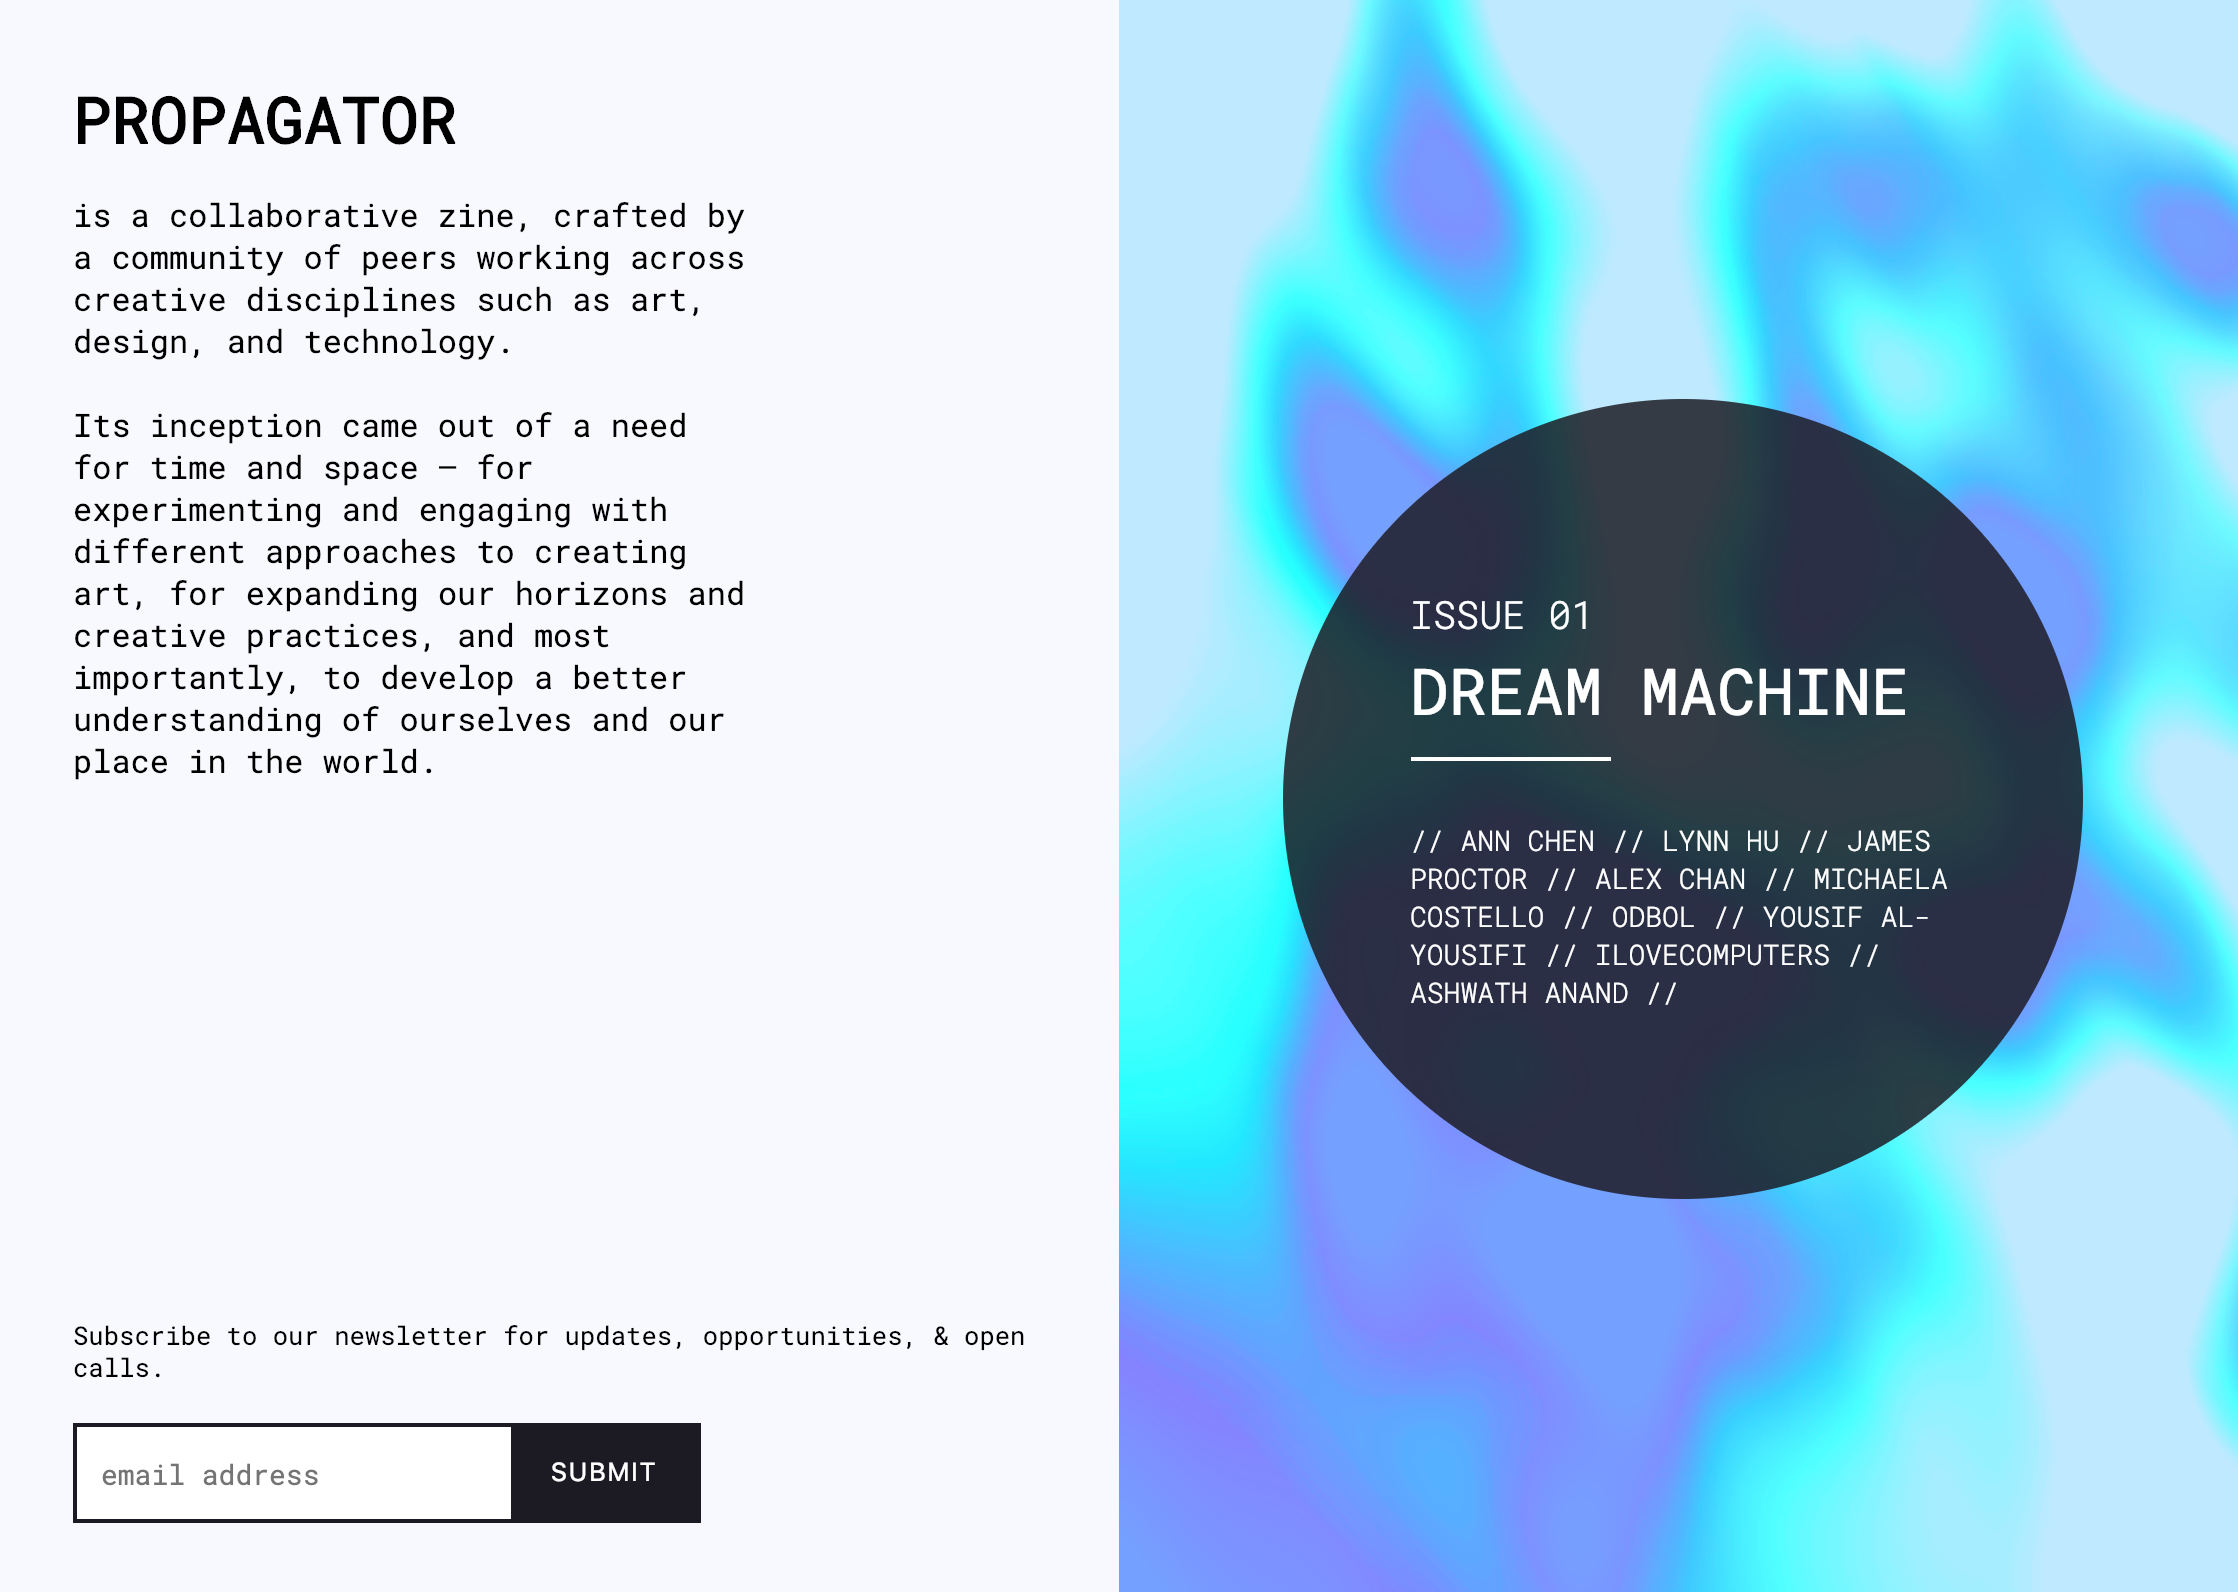 PROPAGATOR
is a collaborative zine, crafted by
a community of peers working across
creative disciplines such as art,
design, and technology.
Its inception came out of a need
for time and space — for
experimenting and engaging with
different approaches to creating
art, for expanding our horizons and
creative practices, and most
importantly, to develop a better
understanding of ourselves and our
place in the world.
Subscribe to our newsletter for updates, opportunities, & open
calls.
email address
SUBMIT
ISSUE 01
DREAM MACHINE
// ANN CHEN // LYNN HU // JAMES
PROCTOR // ALEX CHAN // MICHAELA
COSTELLO // ODBOL // YOUSIF AL-
YOUSIFI // ILOVECOMPUTERS //
ASHWATH ANAND //